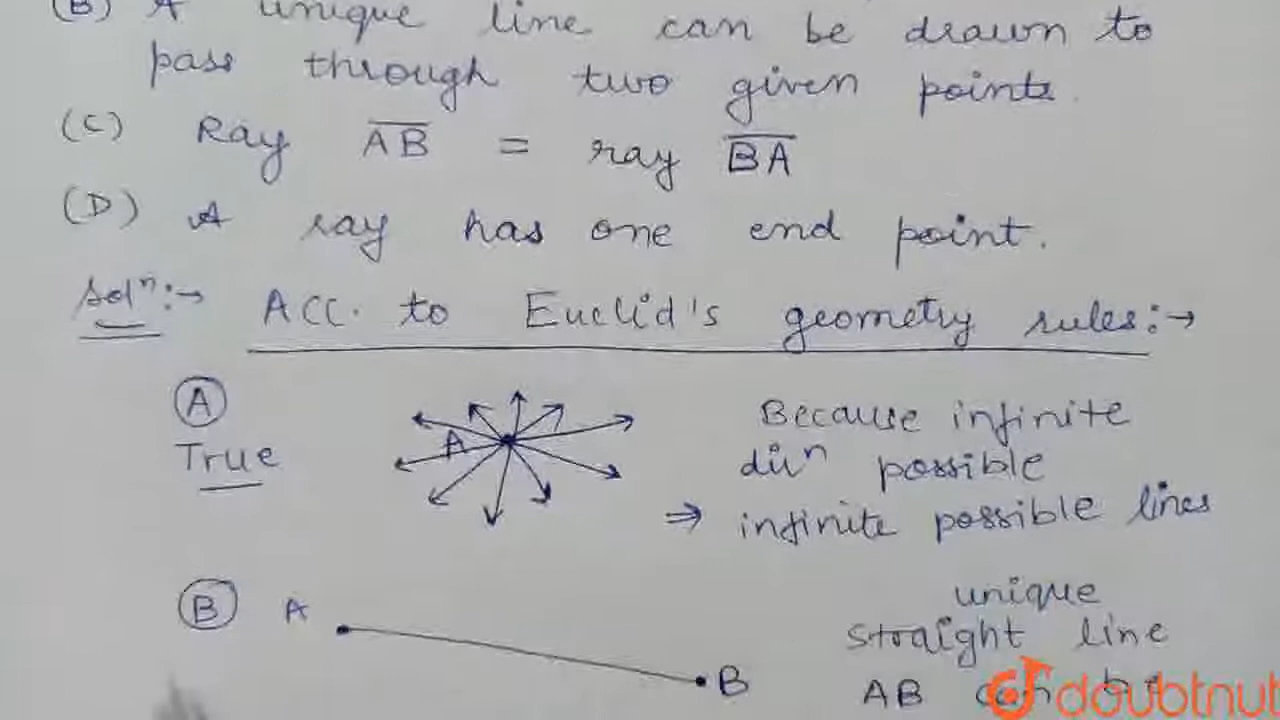 (B) A unique line can be drawn to
pass through two given points.
(C) Ray AB = ray BA
(D) A ray has one end point.
Solⁿ:→ Acc. to Euclid's geometry rules:→
A
True
A
Because infinite
dirⁿ possible
⇒ infinite possible lines
B
A
B
unique
straight line
AB can be
doubtnut